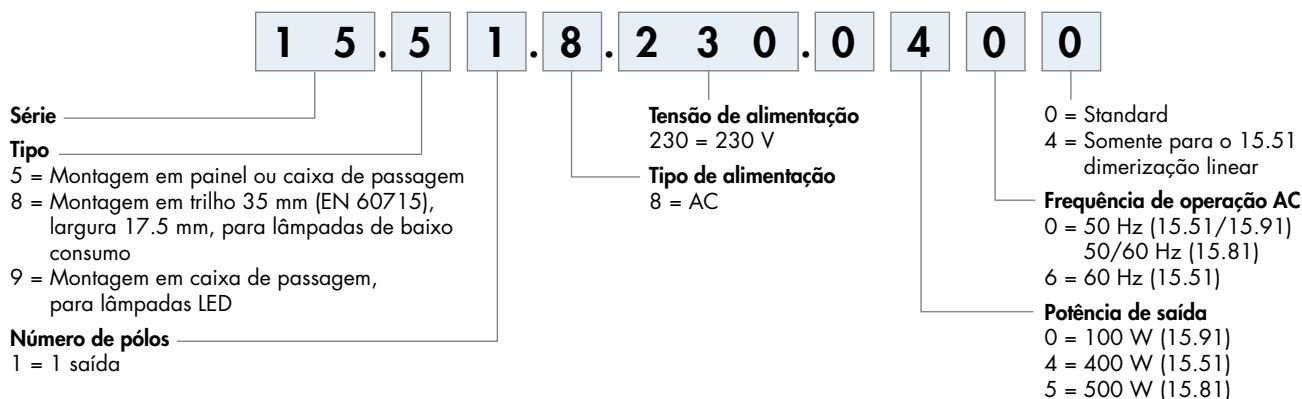 1 5.5 1.8.230.0 4 0 0
Série
Tipo
5 = Montagem em painel ou caixa de passagem
8 = Montagem em trilho 35 mm (EN 60715),
largura 17.5 mm, para lâmpadas de baixo
consumo
9 = Montagem em caixa de passagem,
para lâmpadas LED
Número de pólos
1 = 1 saída
Tensão de alimentação
230 = 230 V
Tipo de alimentação
8 = AC
0 = Standard
4 = Somente para o 15.51
dimerização linear
Frequência de operação AC
0 = 50 Hz (15.51/15.91)
50/60 Hz (15.81)
6 = 60 Hz (15.51)
Potência de saída
0 = 100 W (15.91)
4 = 400 W (15.51)
5 = 500 W (15.81)